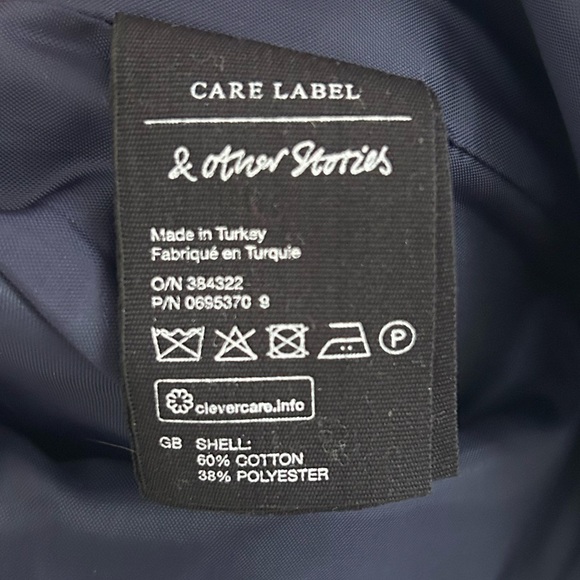 CARE LABEL
& other Stories
Made in Turkey
Fabriqué en Turquie
O/N 384322
P/N 0695370 9
P
clevercare.info
GB SHELL:
60% COTTON
38% POLYESTER